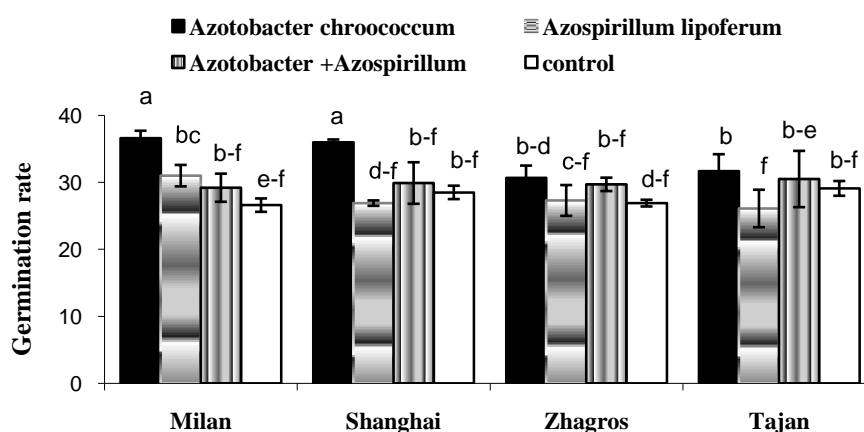 Azotobacter chroococcum Azospirillum lipoferum
Azotobacter +Azospirillum control
Germination rate
40
30
20
10
0
a bc b-f e-f a d-f b-f b-f b-d c-f b-f d-f b f b-e b-f
Milan Shanghai Zhagros Tajan